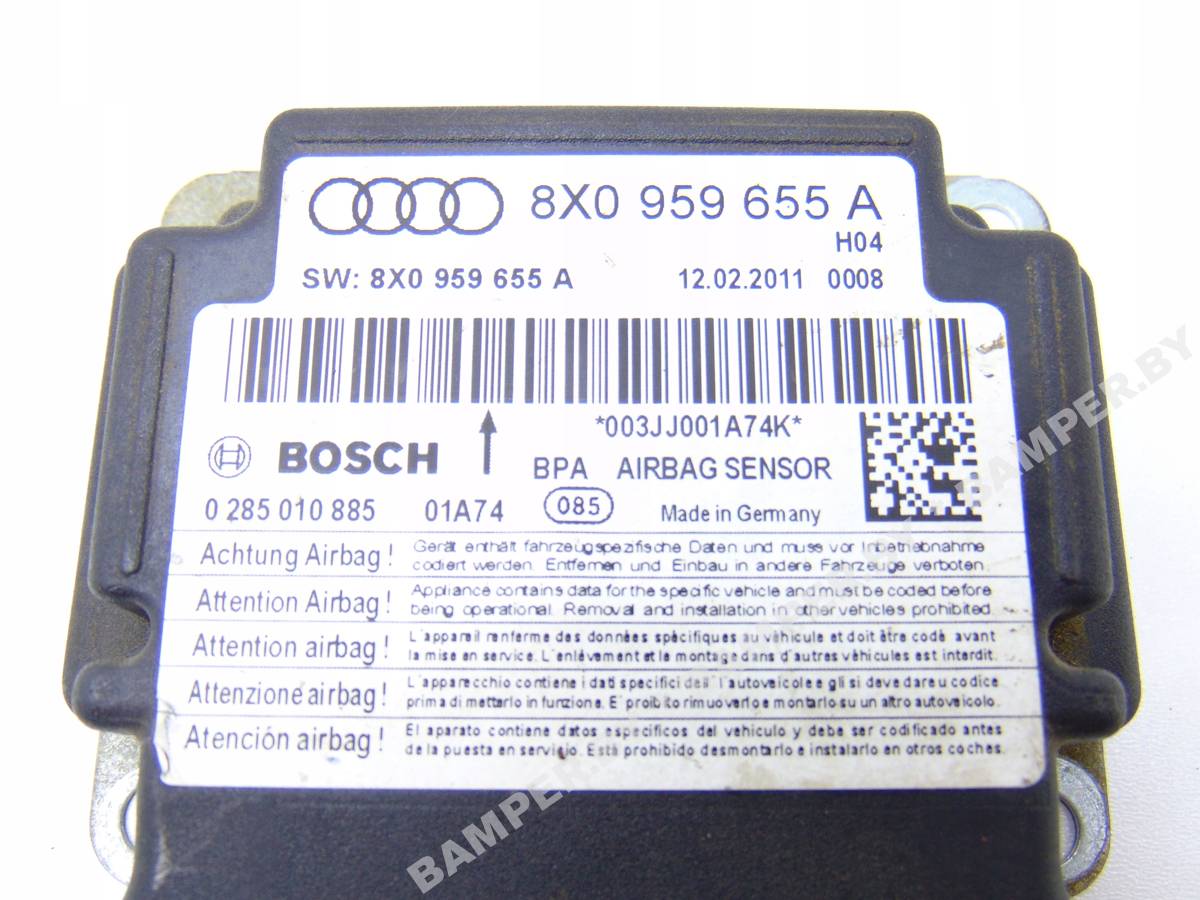 8X0 959 655 A
H04
SW: 8X0 959 655 A 12.02.2011 0008
*003JJ001A74K*
BOSCH BPA AIRBAG SENSOR
0 285 010 885 01A74 085 Made in Germany
Achtung Airbag! Gerät enthält fahrzeugspezifische Daten und muss vor Inbetriebnahme
codiert werden. Entfernen und Einbau in andere Fahrzeuge verboten.
Attention Airbag! Appliance contains data for the specific vehicle and must be coded before
being operational. Removal and installation in other vehicles prohibited.
Attention airbag! L'appareil renferme des données spécifiques au véhicule et doit être codé avant
la mise en service. L'enlévement et le montage dans d'autres véhicules est interdit.
Attenzione airbag! L'apparecchio contiene i dati specifici dell'autoveicolo e gli si deve dare u codice
prima di metterlo in funzione. E' proibito rimuoverlo e montarlo su un altro autoveicolo.
Atención airbag! El aparato contiene datos especificos del vehículo y debe ser codificado antes
de la puesta en servicio. Está prohibido desmontarlo e instalarlo en otros coches.
BAMPER.BY
BAMPER.BY